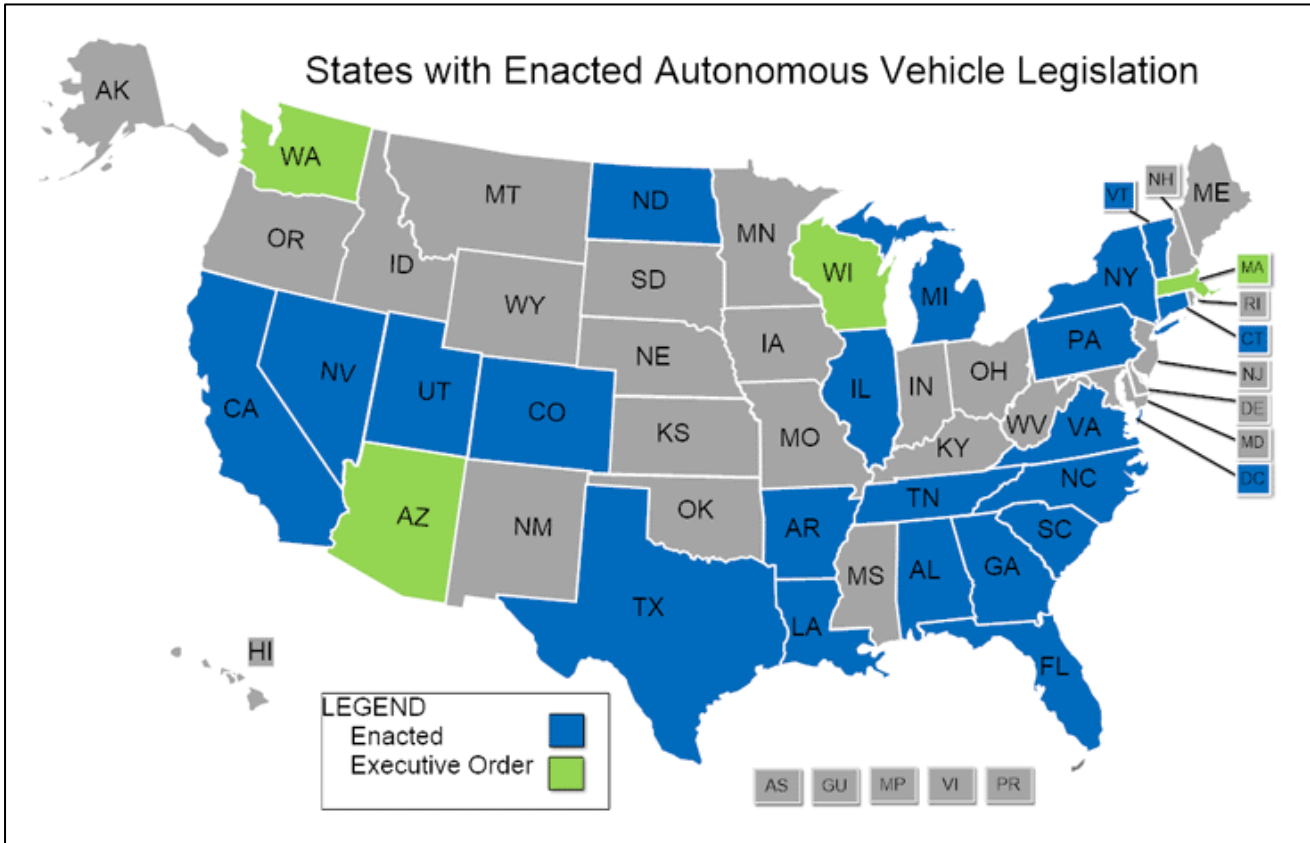 States with Enacted Autonomous Vehicle Legislation
AK
WA
MT
ND
MN
VT
NH
ME
OR
ID
WY
SD
WI
MI
NY
MA
RI
CT
NJ
DE
MD
DC
NE
IA
PA
NV
UT
CO
CA
KS
MO
IL
IN
OH
WV
VA
KY
AZ
NM
OK
AR
TN
NC
SC
MS
AL
GA
TX
LA
FL
HI
LEGEND
Enacted
Executive Order
AS GU MP VI PR